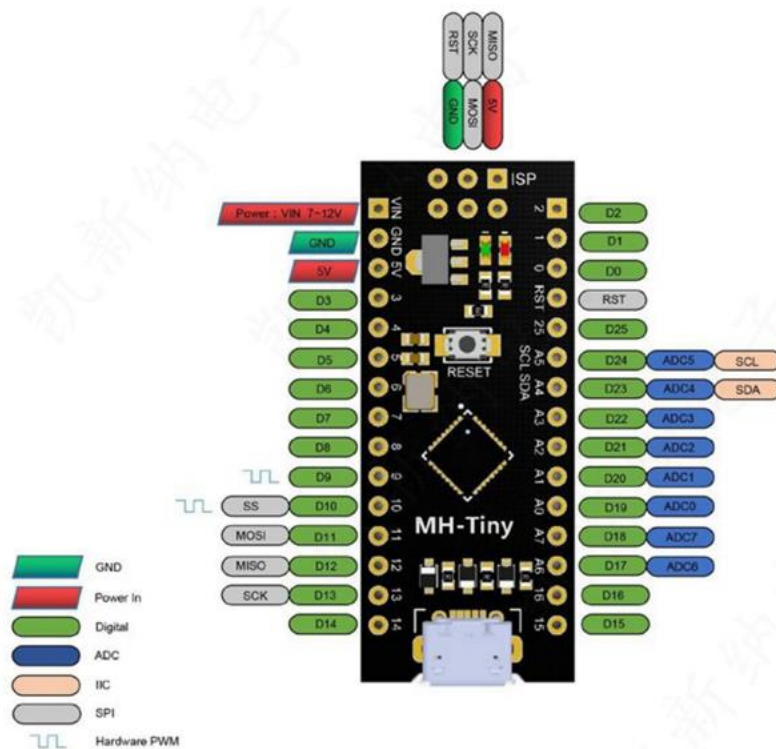 RST SCK MISO
GND MOSI 5V
ISP
Power : VIN 7~12V VIN 2 D2
GND GND 1 D1
5V 5V 0 D0
D3 3 RST RST
D4 4 25 D25
D5 5 A5 D24 ADC5 SCL
RESET SCL SDA
D6 6 A4 D23 ADC4 SDA
D7 7 A3 D22 ADC3
D8 8 A2 D21 ADC2
D9 9 A1 D20 ADC1
SS D10 10 A0 D19 ADC0
MH-Tiny
MOSI D11 11 A7 D18 ADC7
MISO D12 12 A6 D17 ADC6
SCK D13 13 16 D16
D14 14 15 D15
GND
Power In
Digital
ADC
IIC
SPI
Hardware PWM
凯新纳电子